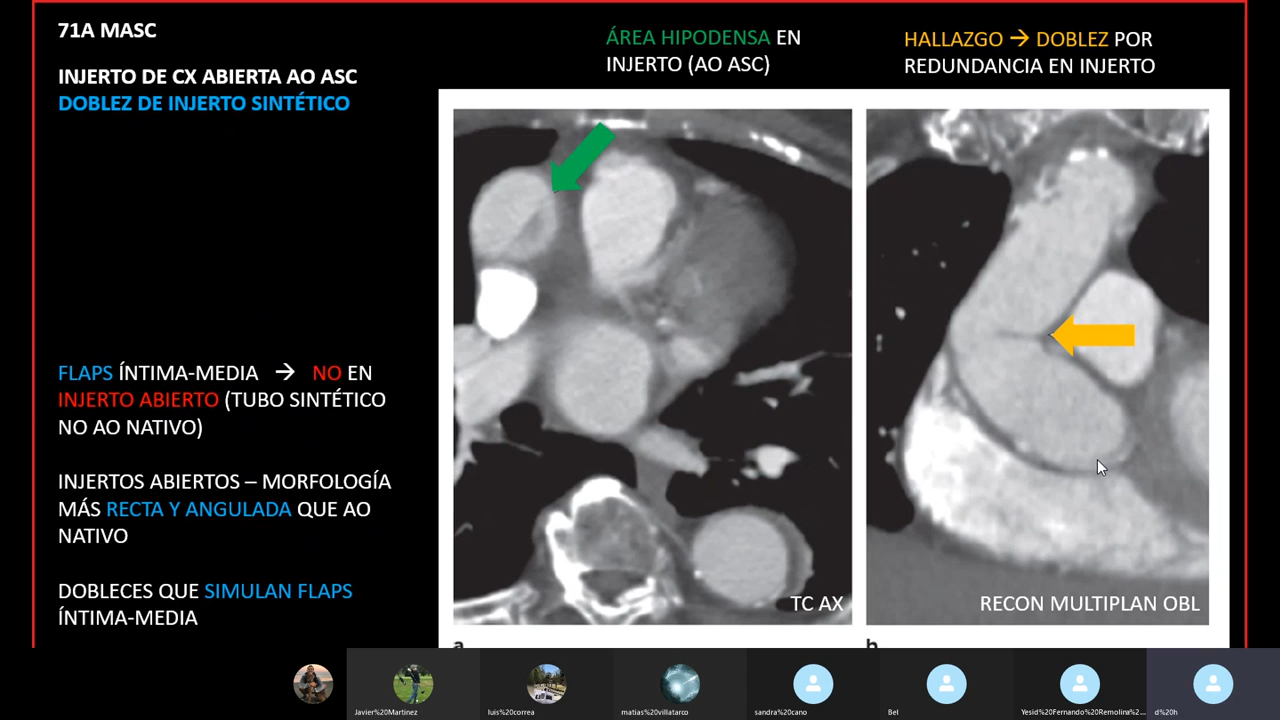 71A MASC
INJERTO DE CX ABIERTA AO ASC
DOBLEZ DE INJERTO SINTÉTICO
FLAPS ÍNTIMA-MEDIA → NO EN
INJERTO ABIERTO (TUBO SINTÉTICO
NO AO NATIVO)
INJERTOS ABIERTOS – MORFOLOGÍA
MÁS RECTA Y ANGULADA QUE AO
NATIVO
DOBLECES QUE SIMULAN FLAPS
ÍNTIMA-MEDIA
ÁREA HIPODENSA EN
INJERTO (AO ASC)
HALLAZGO → DOBLEZ POR
REDUNDANCIA EN INJERTO
TC AX
RECON MULTIPLAN OBL
a
b
Javier%20Martinez
luis%20correa
matias%20villatarco
sandra%20cano
Bel
Yesid%20Fernando%20Remolina%2...
d%20h